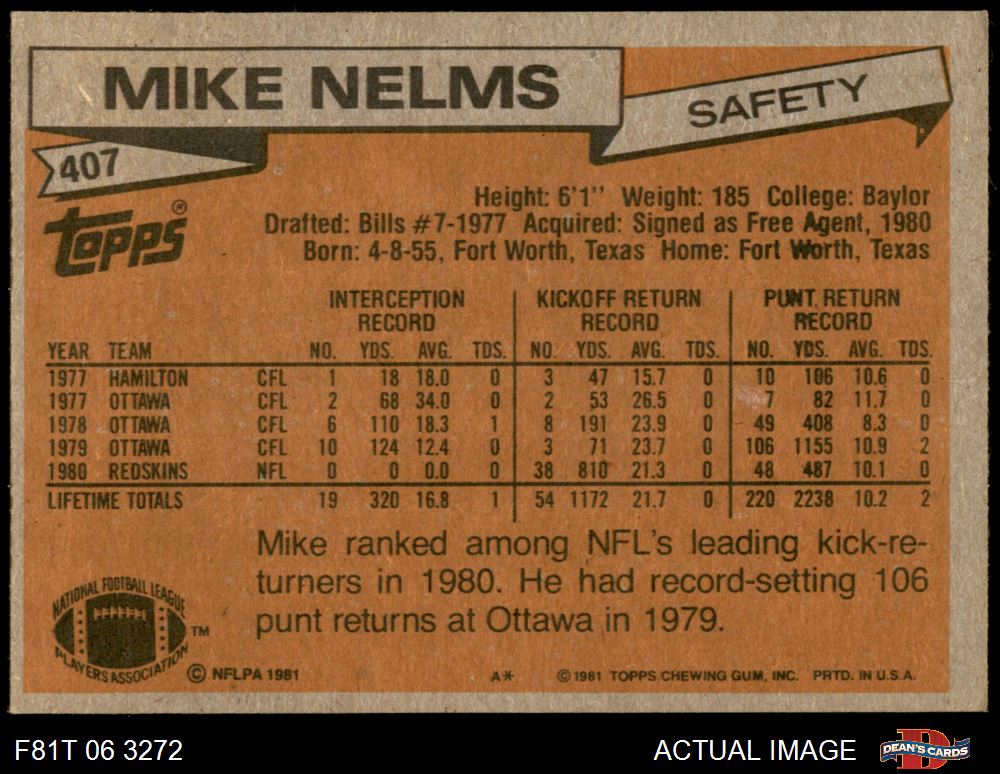 MIKE NELMS
SAFETY
407
Topps®
Height: 6'1'' Weight: 185 College: Baylor
Drafted: Bills #7-1977 Acquired: Signed as Free Agent, 1980
Born: 4-8-55, Fort Worth, Texas Home: Fort Worth, Texas
INTERCEPTION RECORD KICKOFF RETURN RECORD PUNT RETURN RECORD
YEAR TEAM NO. YDS. AVG. TDS. NO. YDS. AVG. TDS. NO. YDS. AVG. TDS.
1977 HAMILTON CFL 1 18 18.0 0 3 47 15.7 0 10 106 10.6 0
1977 OTTAWA CFL 2 68 34.0 0 2 53 26.5 0 7 82 11.7 0
1978 OTTAWA CFL 6 110 18.3 1 8 191 23.9 0 49 408 8.3 0
1979 OTTAWA CFL 10 124 12.4 0 3 71 23.7 0 106 1155 10.9 2
1980 REDSKINS NFL 0 0 0.0 0 38 810 21.3 0 48 487 10.1 0
LIFETIME TOTALS 19 320 16.8 1 54 1172 21.7 0 220 2238 10.2 2
Mike ranked among NFL's leading kick-re-
turners in 1980. He had record-setting 106
punt returns at Ottawa in 1979.
NATIONAL FOOTBALL LEAGUE
PLAYERS ASSOCIATION
TM
© NFLPA 1981 A* ©1981 TOPPS CHEWING GUM, INC. PRTD. IN U.S.A.
F81T 06 3272 ACTUAL IMAGE DEAN'S CARDS